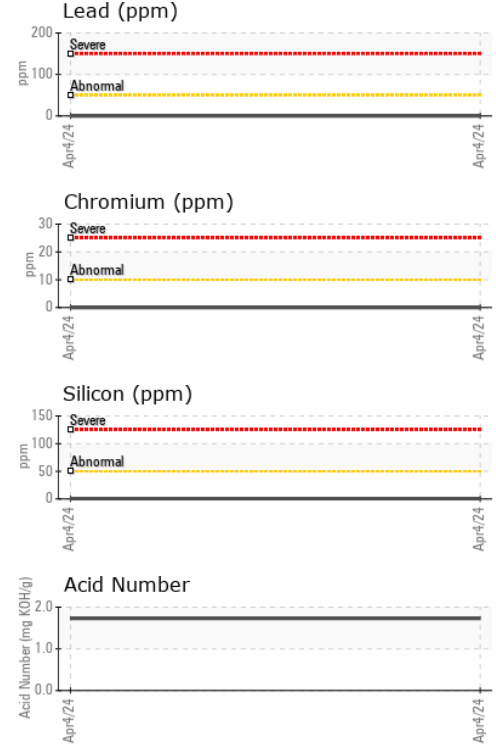 Lead (ppm)
200
Severe
ppm
100
Abnormal
0
Apr4/24
Apr4/24
Chromium (ppm)
30
Severe
20
ppm
Abnormal
10
0
Apr4/24
Apr4/24
Silicon (ppm)
150
Severe
100
ppm
Abnormal
50
0
Apr4/24
Apr4/24
Acid Number
Acid Number (mg KOH/g)
2.0
1.0
0.0
Apr4/24
Apr4/24